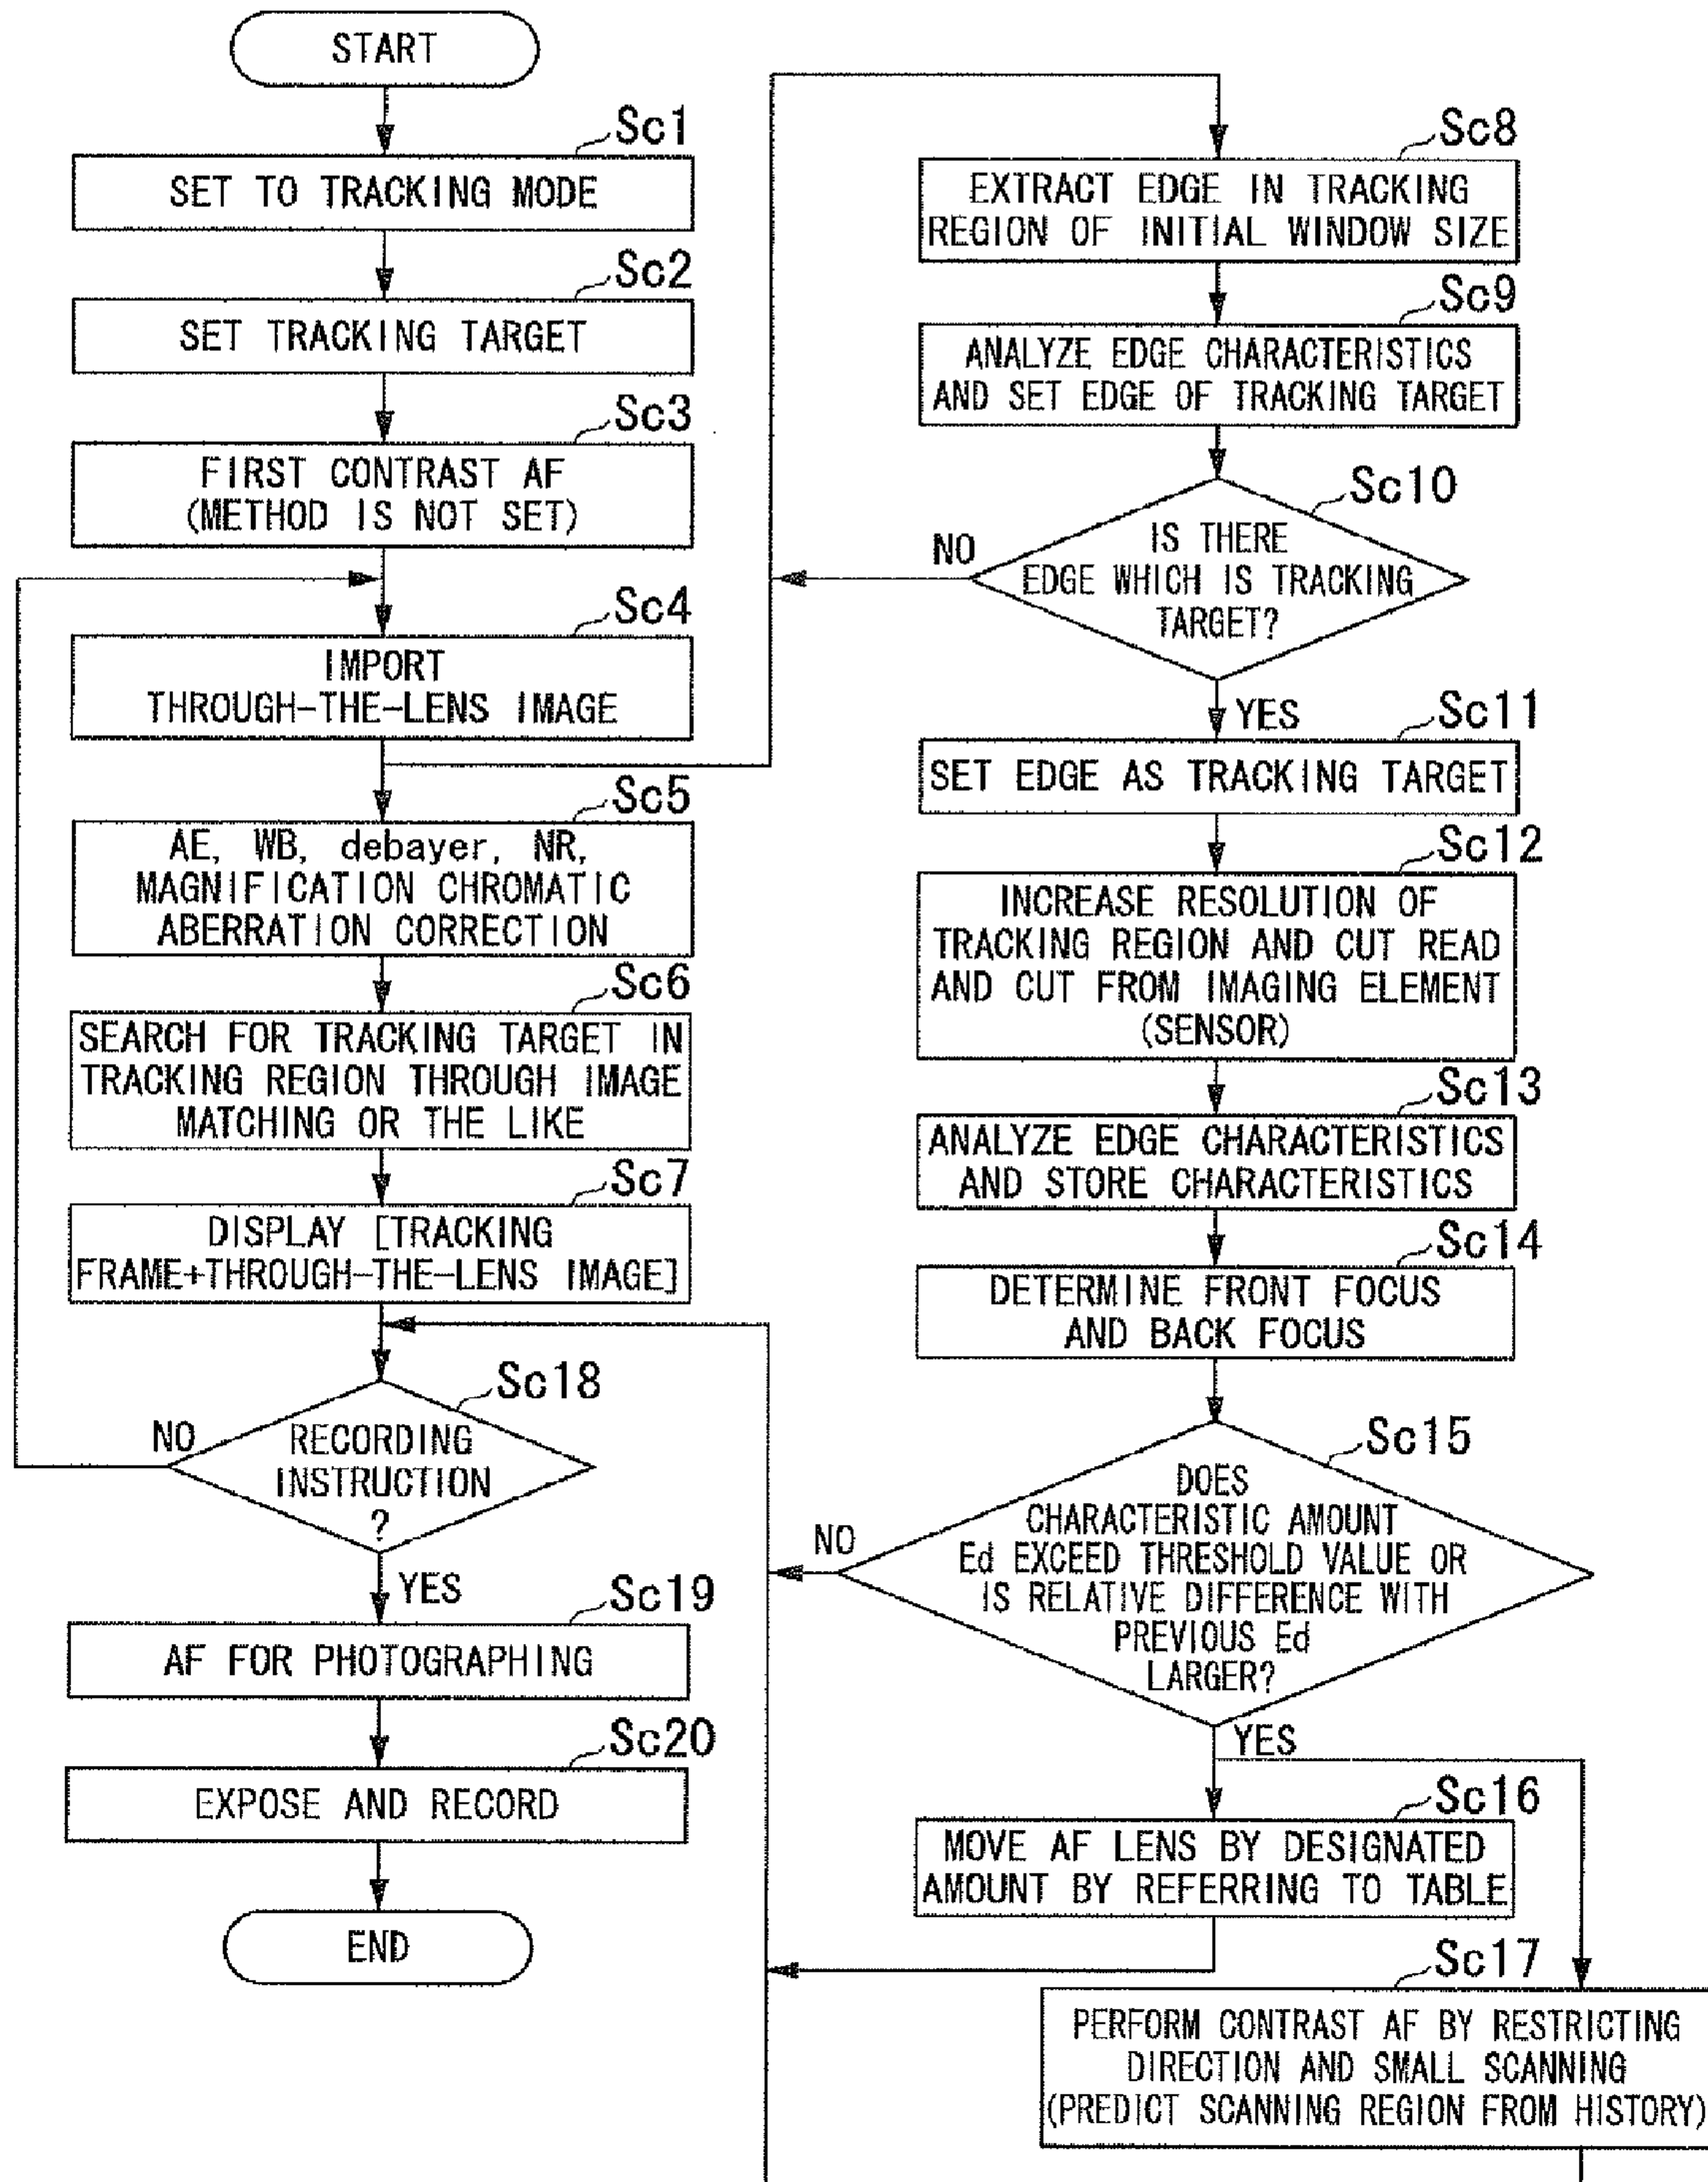 START
Sc1
SET TO TRACKING MODE
Sc2
SET TRACKING TARGET
Sc3
FIRST CONTRAST AF
(METHOD IS NOT SET)
Sc4
IMPORT
THROUGH-THE-LENS IMAGE
Sc5
AE, WB, debayer, NR,
MAGNIFICATION CHROMATIC
ABERRATION CORRECTION
Sc6
SEARCH FOR TRACKING TARGET IN
TRACKING REGION THROUGH IMAGE
MATCHING OR THE LIKE
Sc7
DISPLAY [TRACKING
FRAME+THROUGH-THE-LENS IMAGE]
Sc18
NO
RECORDING
INSTRUCTION
?
YES
Sc19
AF FOR PHOTOGRAPHING
Sc20
EXPOSE AND RECORD
END
Sc8
EXTRACT EDGE IN TRACKING
REGION OF INITIAL WINDOW SIZE
Sc9
ANALYZE EDGE CHARACTERISTICS
AND SET EDGE OF TRACKING TARGET
Sc10
NO
IS THERE
EDGE WHICH IS TRACKING
TARGET?
YES
Sc11
SET EDGE AS TRACKING TARGET
Sc12
INCREASE RESOLUTION OF
TRACKING REGION AND CUT READ
AND CUT FROM IMAGING ELEMENT
(SENSOR)
Sc13
ANALYZE EDGE CHARACTERISTICS
AND STORE CHARACTERISTICS
Sc14
DETERMINE FRONT FOCUS
AND BACK FOCUS
Sc15
NO
DOES
CHARACTERISTIC AMOUNT
Ed EXCEED THRESHOLD VALUE OR
IS RELATIVE DIFFERENCE WITH
PREVIOUS Ed
LARGER?
YES
Sc16
MOVE AF LENS BY DESIGNATED
AMOUNT BY REFERRING TO TABLE
Sc17
PERFORM CONTRAST AF BY RESTRICTING
DIRECTION AND SMALL SCANNING
(PREDICT SCANNING REGION FROM HISTORY)